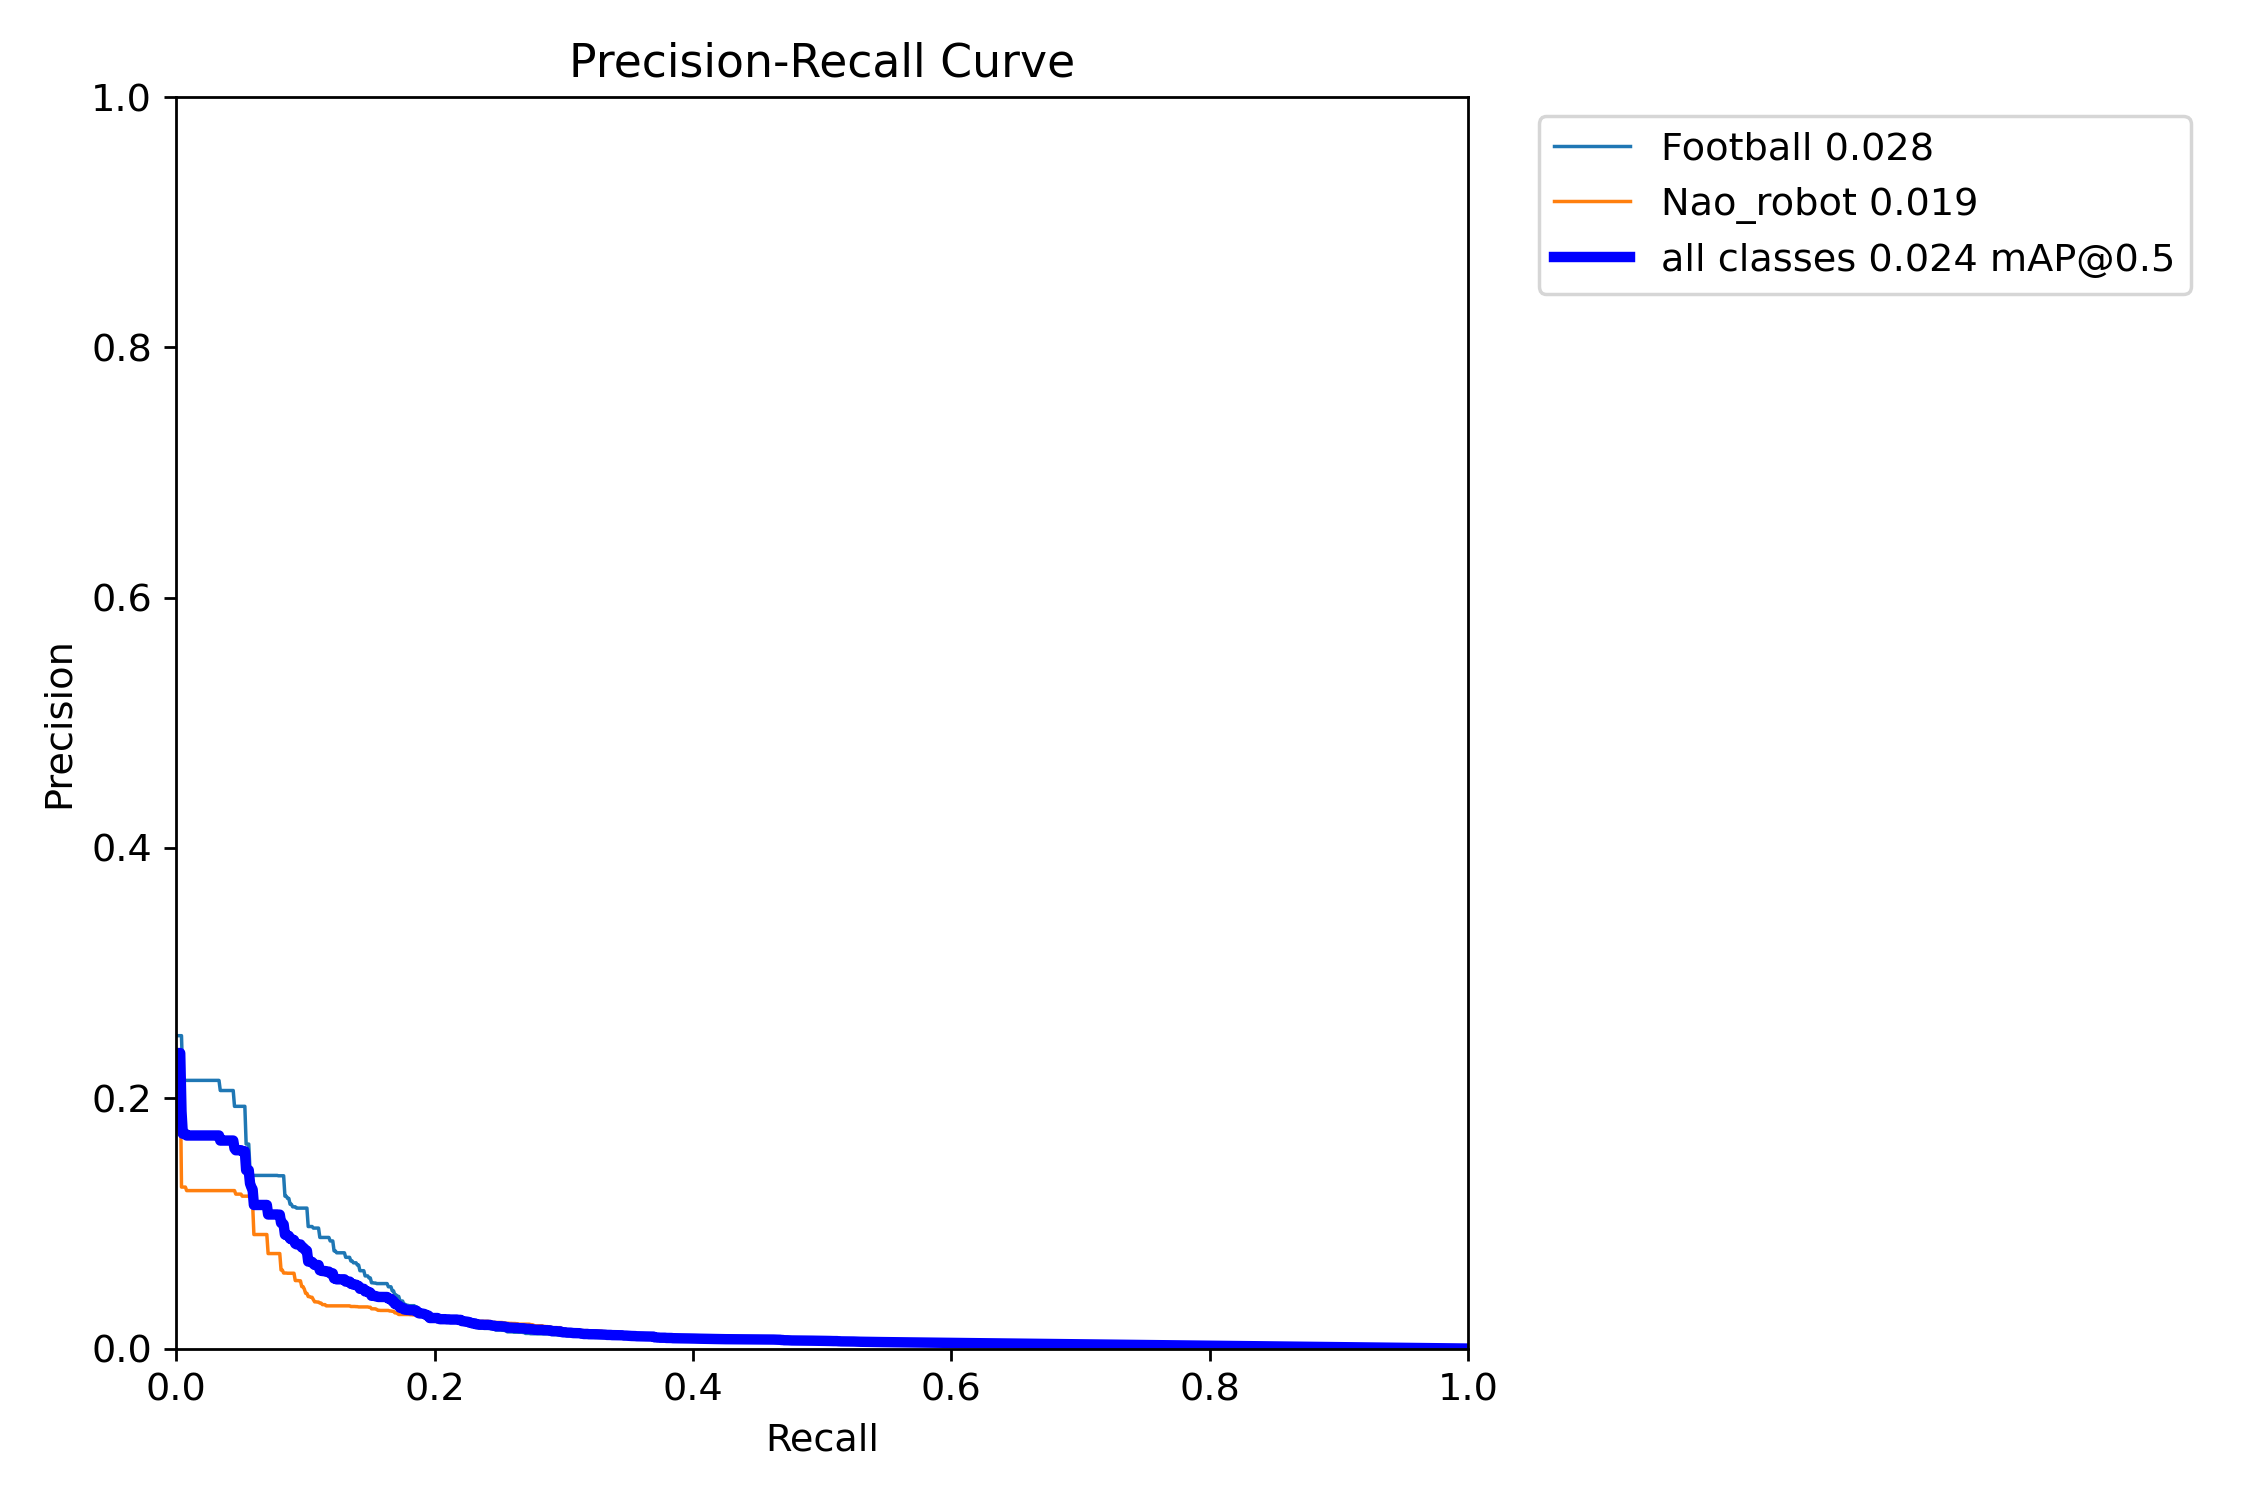 Precision-Recall Curve
1.0
0.8
0.6
0.4
0.2
0.0
Precision
0.0 0.2 0.4 0.6 0.8 1.0
Recall
Football 0.028
Nao_robot 0.019
all classes 0.024 mAP@0.5